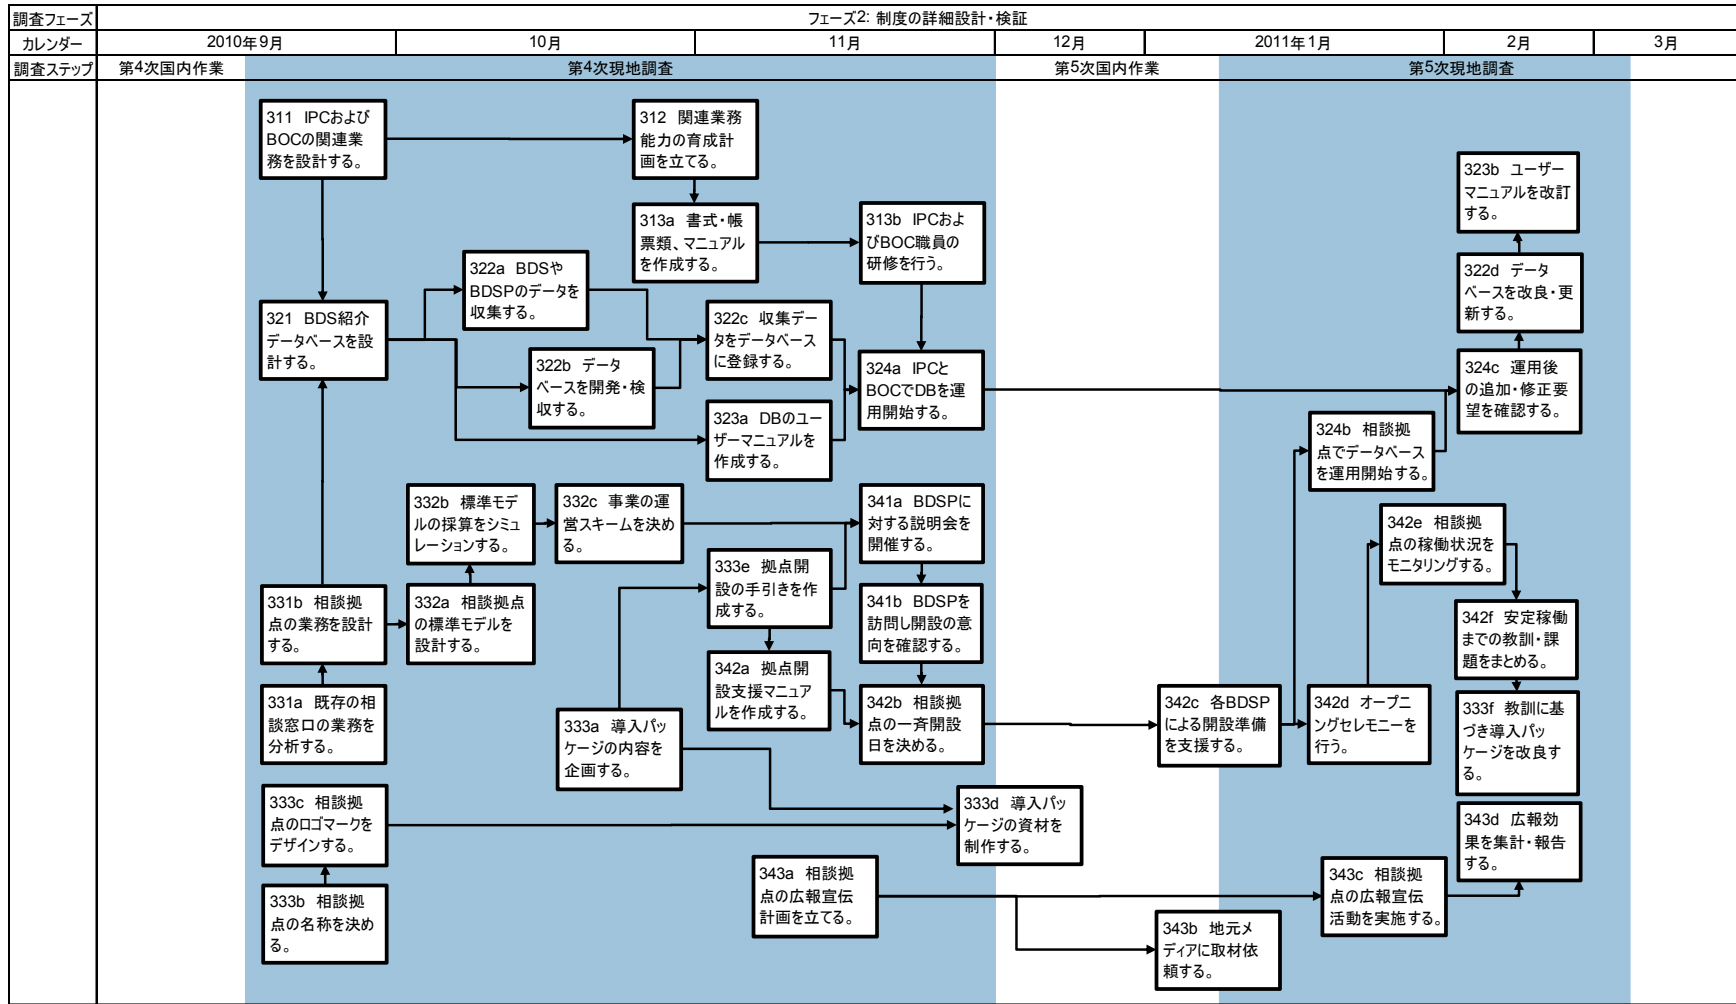 調査フェーズ
フェーズ2: 制度の詳細設計・検証
カレンダー
2010年9月
10月
11月
12月
2011年1月
2月
3月
調査ステップ
第4次国内作業
第4次現地調査
第5次国内作業
第5次現地調査
311 IPCおよび
BOCの関連業
務を設計する。
312 関連業務
能力の育成計
画を立てる。
313a 書式・帳
票類、マニュアル
を作成する。
313b IPCおよ
びBOC職員の
研修を行う。
323b ユーザー
マニュアルを改訂
する。
322a BDSや
BDSPのデータを
収集する。
322d データ
ベースを改良・更
新する。
321 BDS紹介
データベースを設
計する。
322c 収集デー
タをデータベース
に登録する。
322b データ
ベースを開発・検
収する。
324a IPCと
BOCでDBを運
用開始する。
324c 運用後
の追加・修正要
望を確認する。
323a DBのユー
ザーマニュアルを
作成する。
324b 相談拠
点でデータベース
を運用開始する。
332b 標準モデ
ルの採算をシミュ
レーションする。
332c 事業の運
営スキームを決め
る。
341a BDSPに
対する説明会を
開催する。
342e 相談拠
点の稼働状況を
モニタリングする。
333e 拠点開
設の手引きを作
成する。
331b 相談拠
点の業務を設計
する。
332a 相談拠点
の標準モデルを
設計する。
341b BDSPを
訪問し開設の意
向を確認する。
342f 安定稼働
までの教訓・課
題をまとめる。
342a 拠点開
設支援マニュア
ルを作成する。
331a 既存の相
談窓口の業務を
分析する。
333a 導入パッ
ケージの内容を
企画する。
342b 相談拠
点の一斉開設
日を決める。
342c 各BDSP
による開設準備
を支援する。
342d オープニ
ングセレモニーを
行う。
333f 教訓に基
づき導入パッ
ケージを改良す
る。
333c 相談拠
点のロゴマークを
デザインする。
333d 導入パッ
ケージの資材を
制作する。
343d 広報効
果を集計・報告
する。
333b 相談拠
点の名称を決め
る。
343a 相談拠
点の広報宣伝
計画を立てる。
343c 相談拠
点の広報宣伝
活動を実施する。
343b 地元メ
ディアに取材依
頼する。